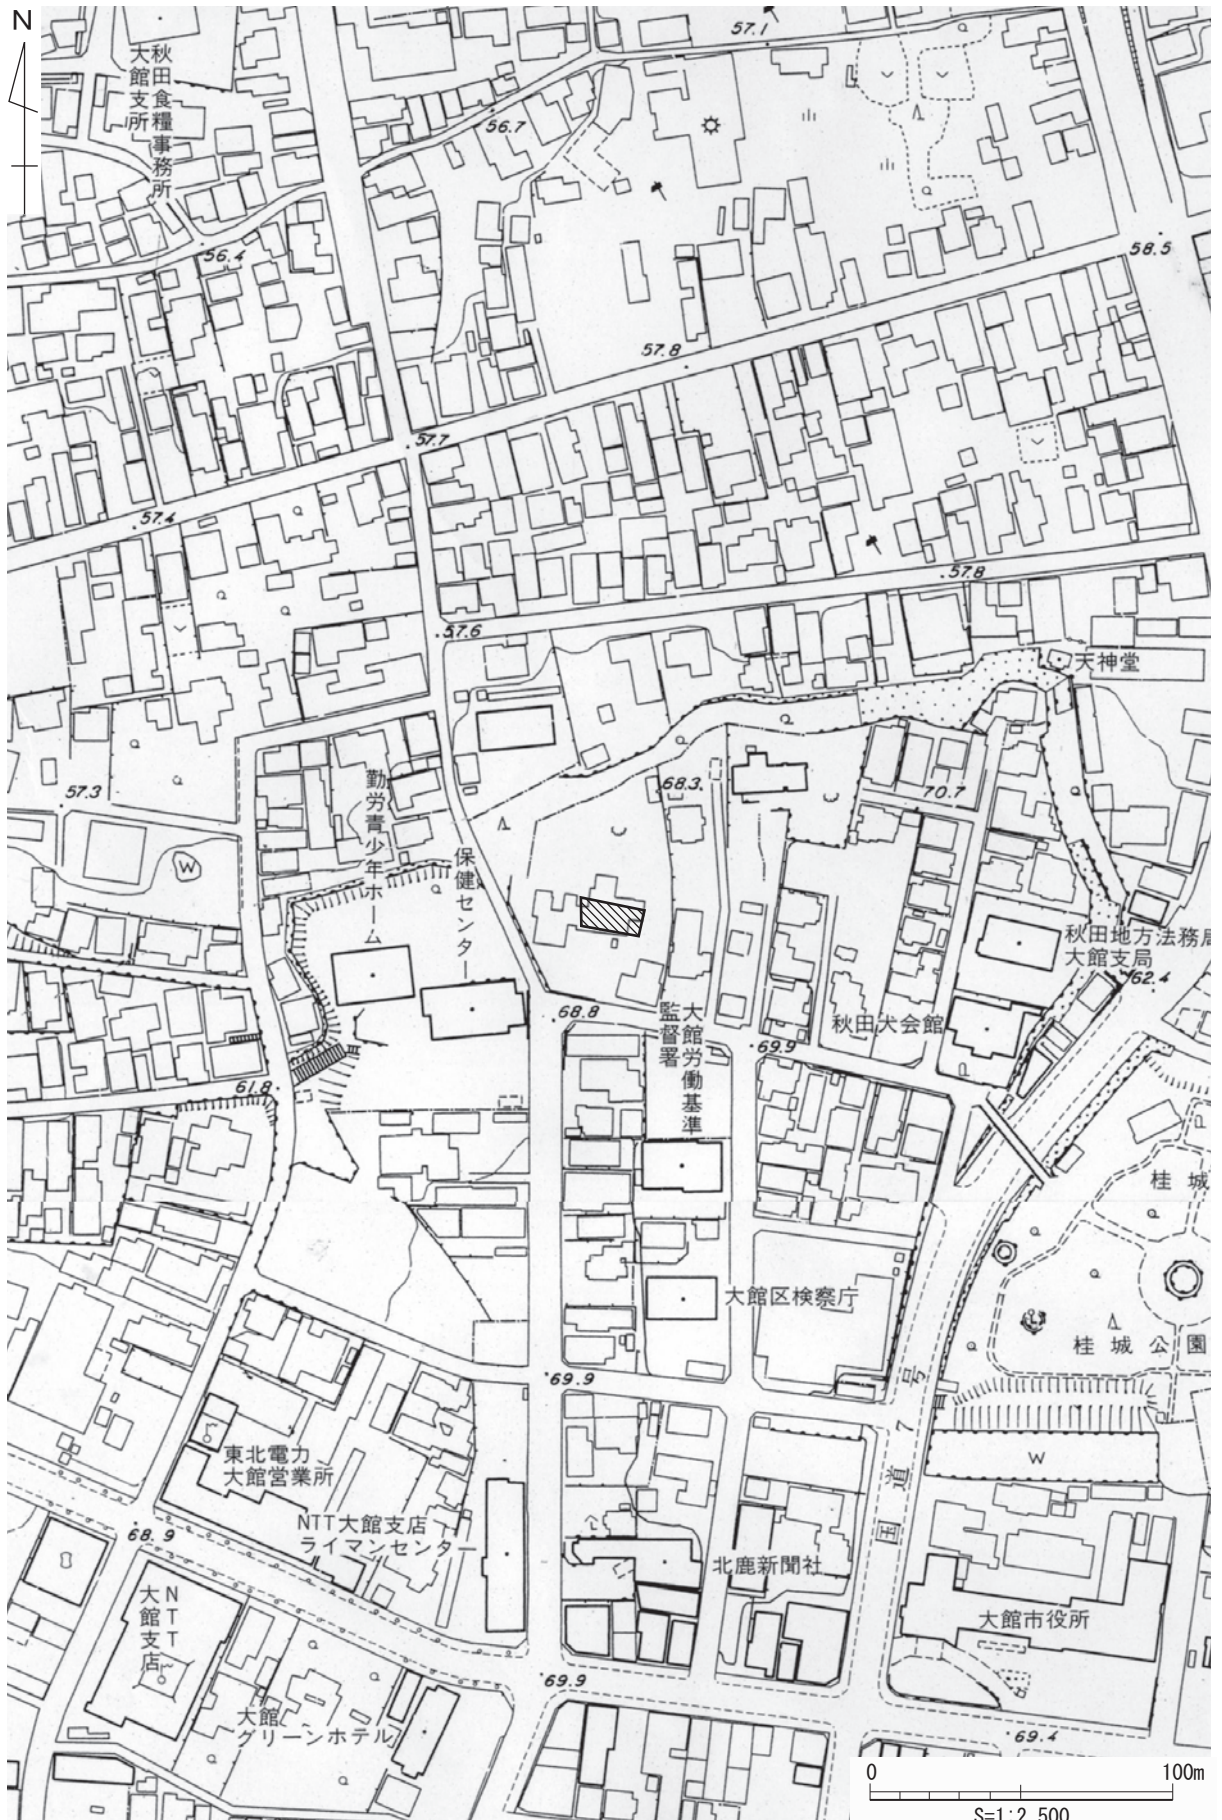 N
57.1
秋田食糧事務所
大館支所
56.7
56.4
58.5
57.8
57.7
57.4
57.8
57.6
天神堂
68.3
57.3
70.7
勤労青少年ホーム
保健センター
W
秋田地方法務局
大館支局
62.4
68.8
大館労働基準
監督署
69.9
秋田犬会館
P
61.8
P
桂城
大館区検察庁
桂城公園
69.9
国道7号
東北電力
大館営業所
W
NTT大館支店
ライマンセンター
68.9
北鹿新聞社
大館市役所
NTT
大館支店
69.9
大館
グリーンホテル
69.4
0 100m
S=1:2,500